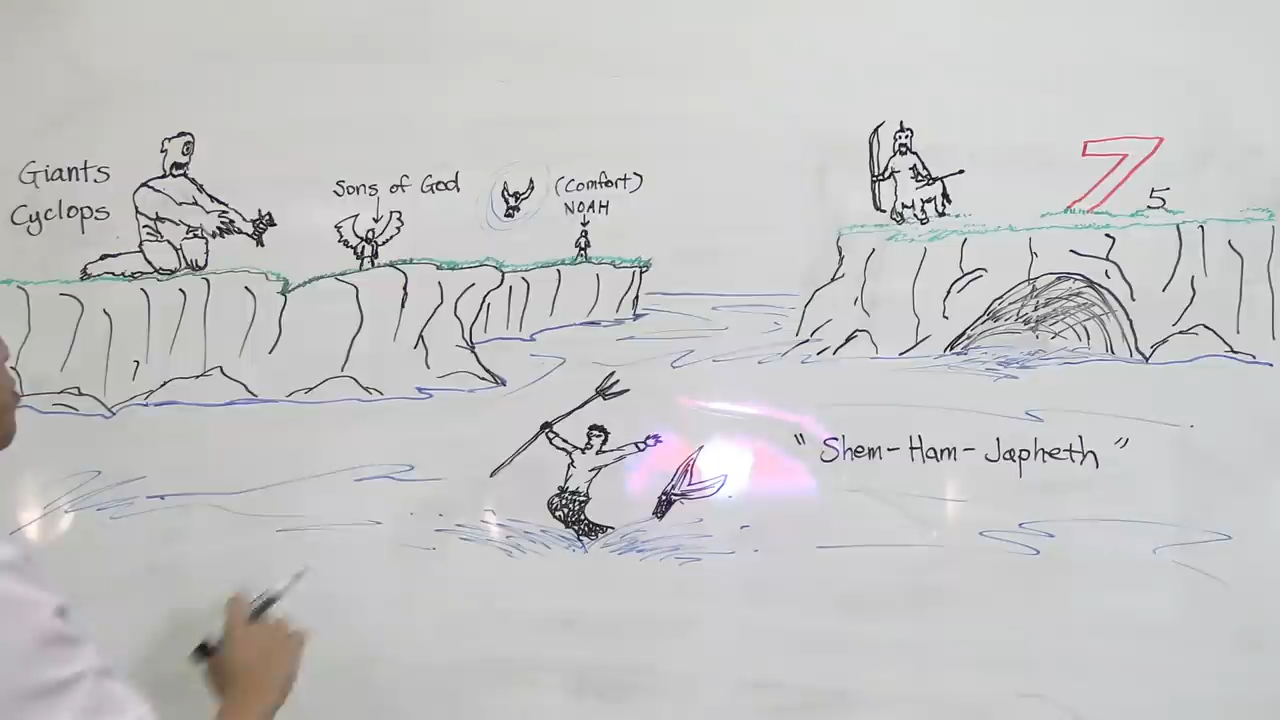 Giants
Cyclops
Sons of God
(Comfort)
NOAH
7
5
"Shem-Ham-Japheth"